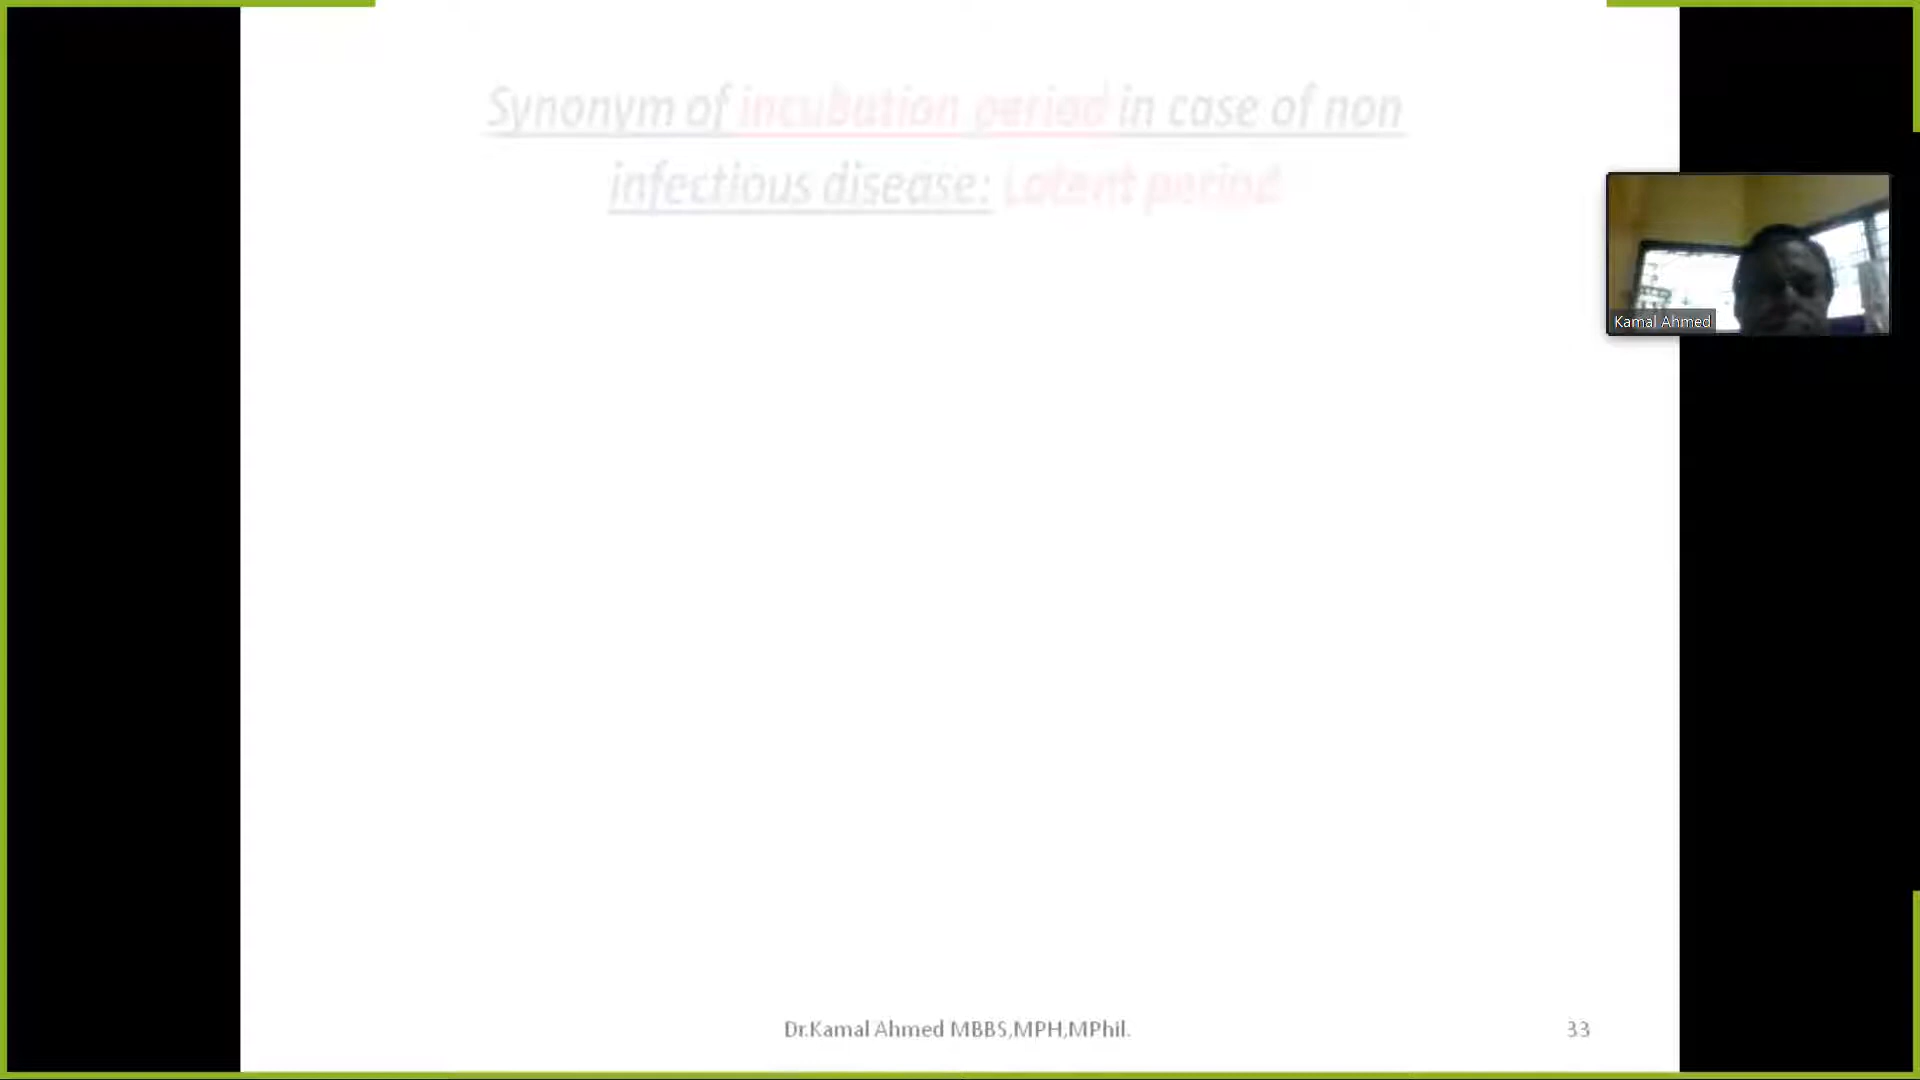 Synonym of incubation period in case of non
infectious disease: Latent period
Kamal Ahmed
Dr.Kamal Ahmed MBBS,MPH,MPhil.
33